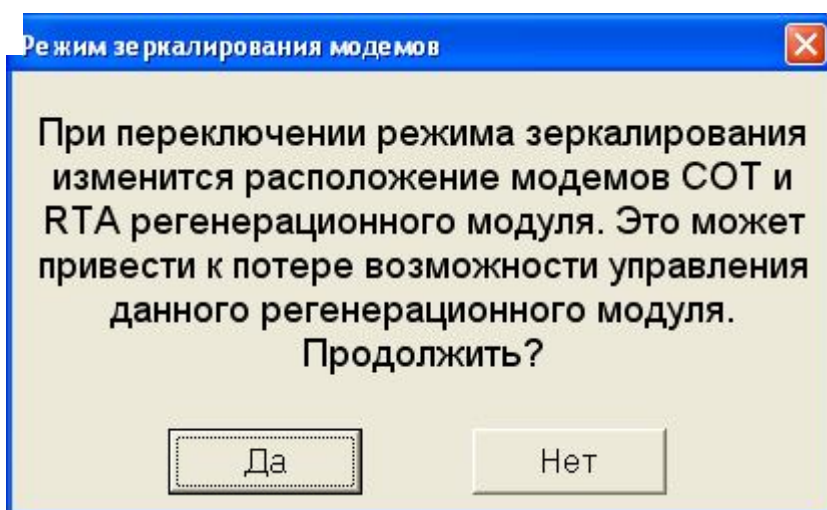 Режим зеркалирования модемов
При переключении режима зеркалирования
изменится расположение модемов COT и
RTA регенерационного модуля. Это может
привести к потере возможности управления
данного регенерационного модуля.
Продолжить?
Да
Нет